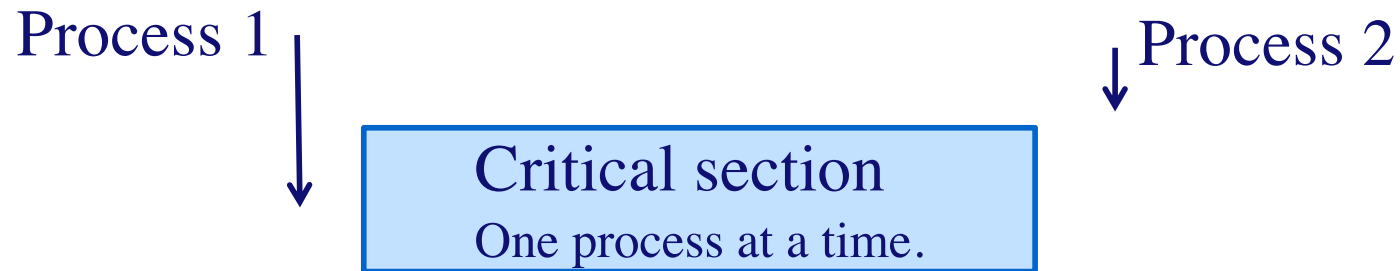 Process 1
Process 2
Critical section
One process at a time.